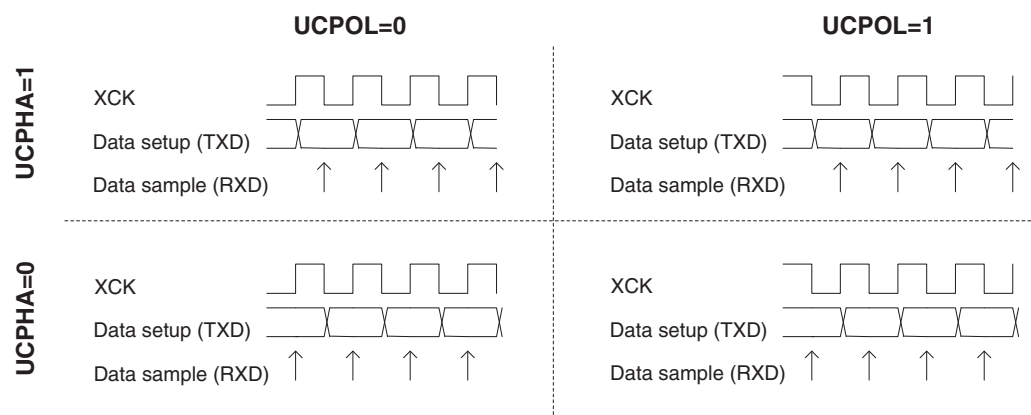 UCPOL=0
UCPOL=1
UCPHA=1
XCK
Data setup (TXD)
Data sample (RXD)
XCK
Data setup (TXD)
Data sample (RXD)
UCPHA=0
XCK
Data setup (TXD)
Data sample (RXD)
XCK
Data setup (TXD)
Data sample (RXD)